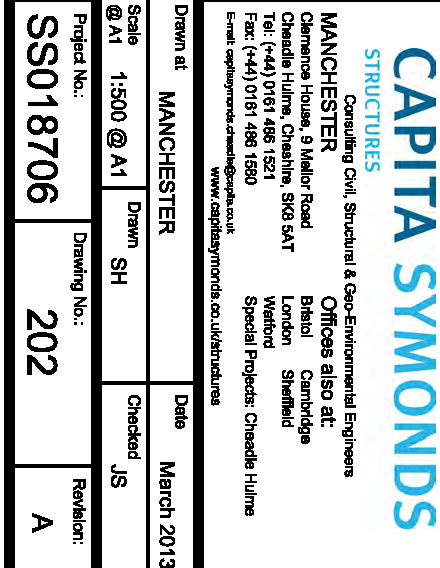 CAPITA SYMONDS
STRUCTURES
Consulting Civil, Structural & Geo-Environmental Engineers
MANCHESTER
Clemence House, 9 Mellor Road
Cheadle Hulme, Cheshire, SK8 5AT
Tel: (+44) 0161 486 1521
Fax: (+44) 0161 486 1580
E-mail: capitasymonds.cheadle@capita.co.uk
www.capitasymonds.co.uk/structures
Offices also at:
Bristol Cambridge
London Sheffield
Watford
Special Projects: Cheadle Hulme
Drawn at MANCHESTER
Date March 2013
Scale @ A1 1:500 @ A1
Drawn SH
Checked JS
Project No.:
SS018706
Drawing No.:
202
Revision:
A